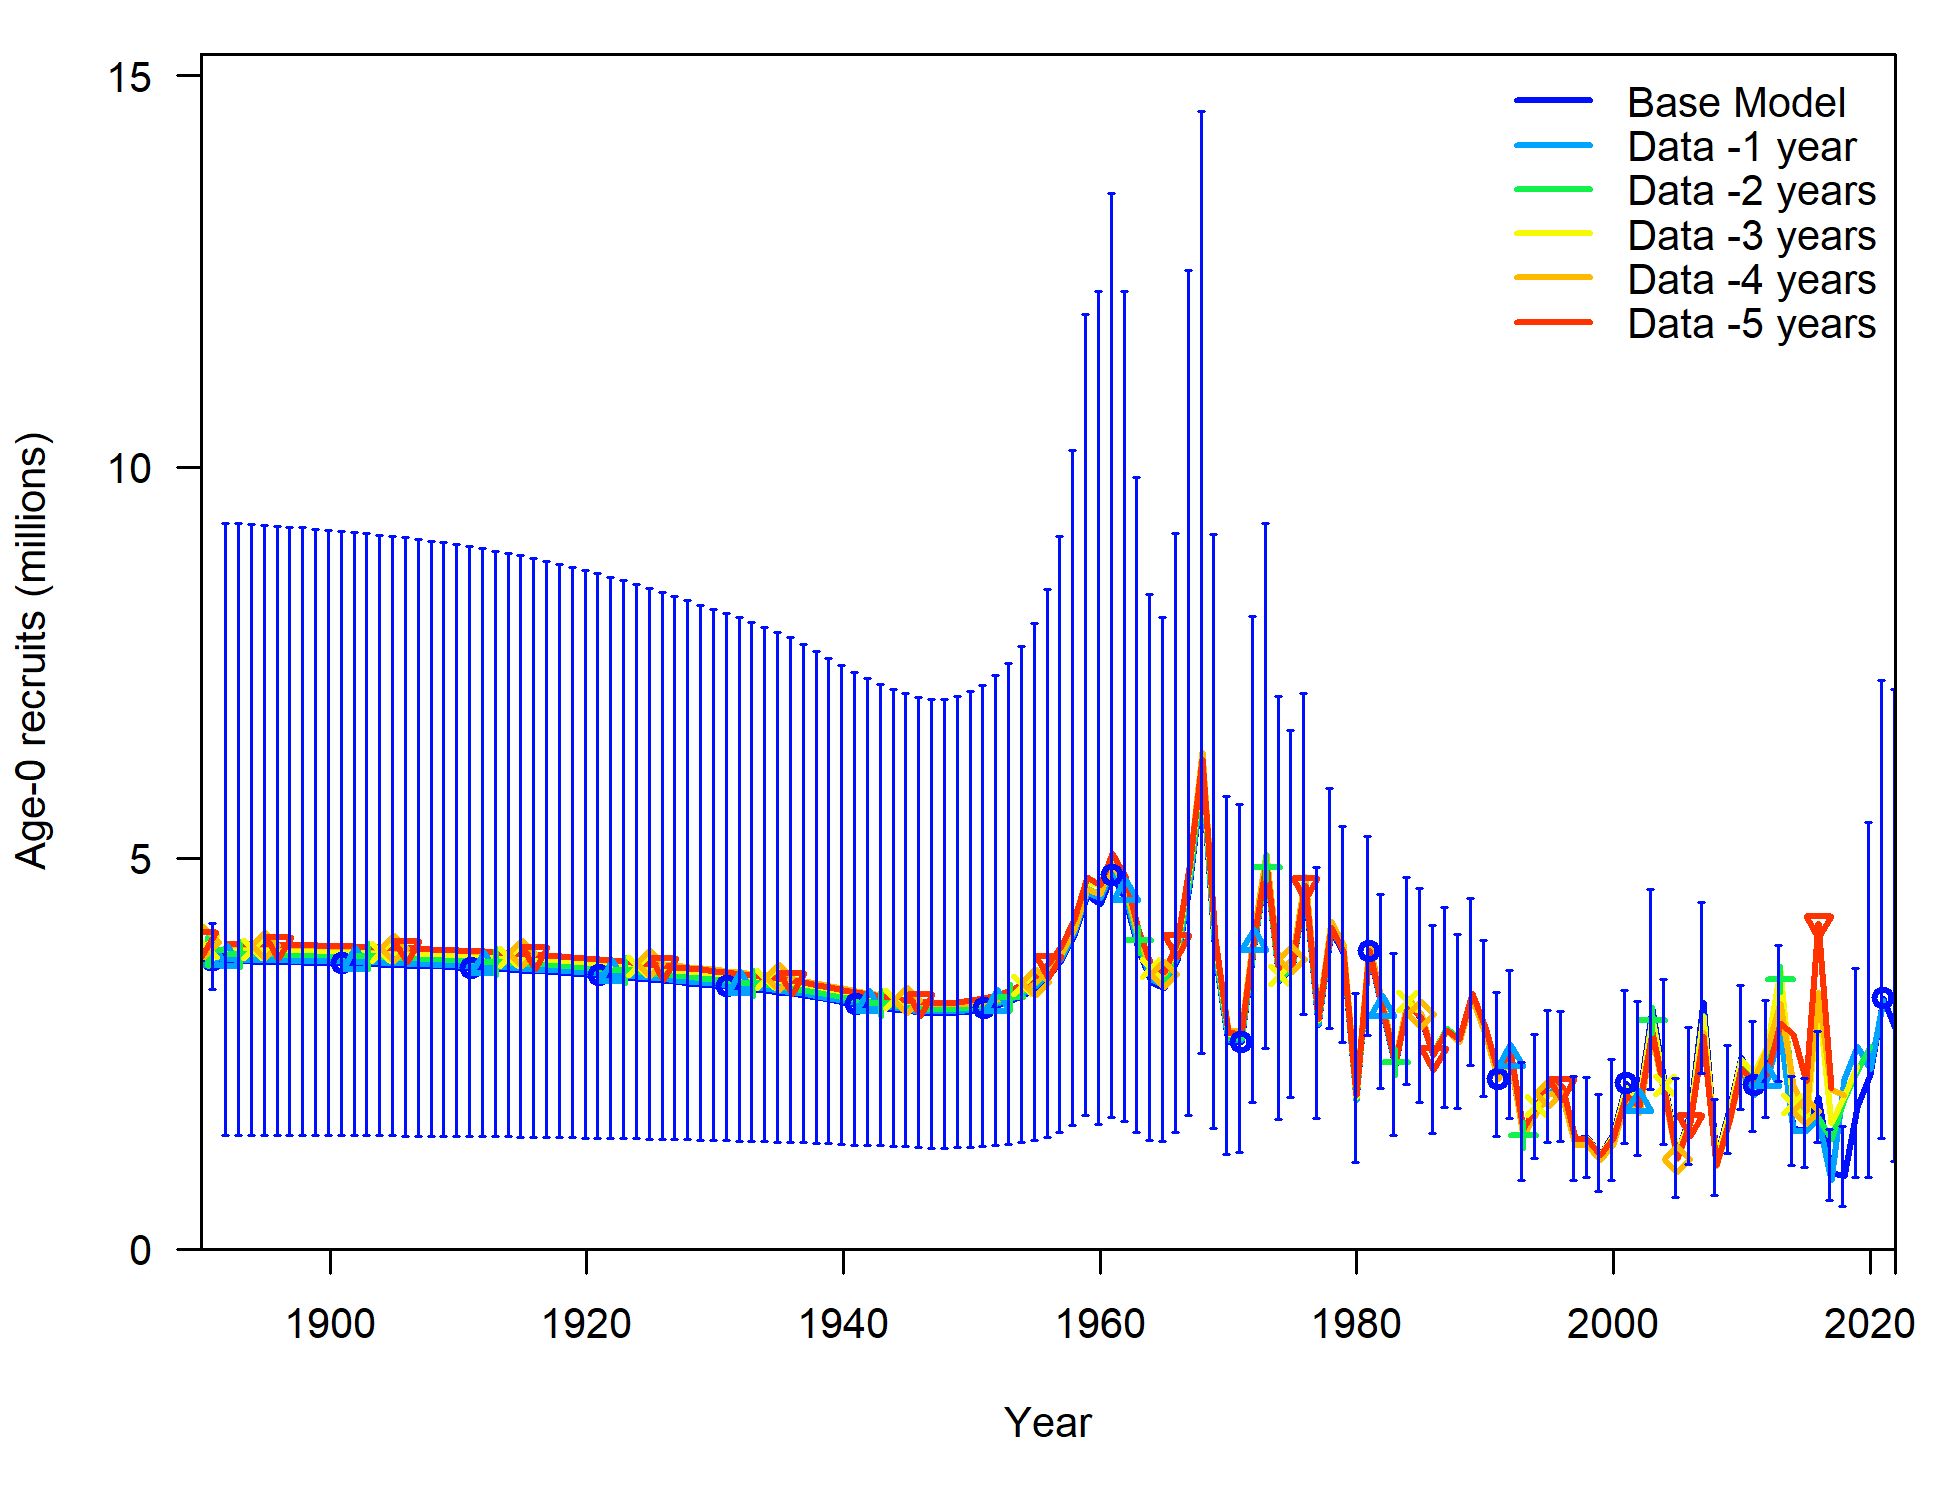 15
10
5
0
Age-0 recruits (millions)
Base Model
Data -1 year
Data -2 years
Data -3 years
Data -4 years
Data -5 years
1900 1920 1940 1960 1980 2000 2020
Year